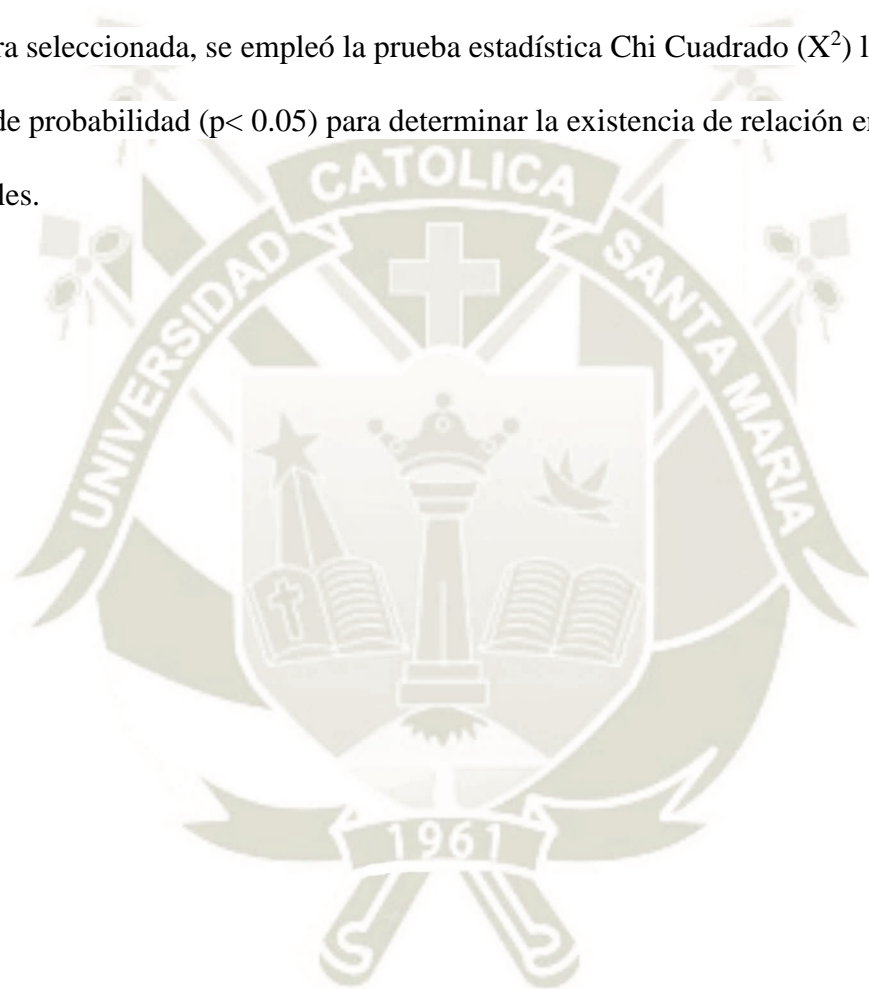 ra seleccionada, se empleó la prueba estadística Chi Cuadrado (X²) l
de probabilidad (p< 0.05) para determinar la existencia de relación e
les.
UNIVERSIDAD CATOLICA SANTA MARIA
1961